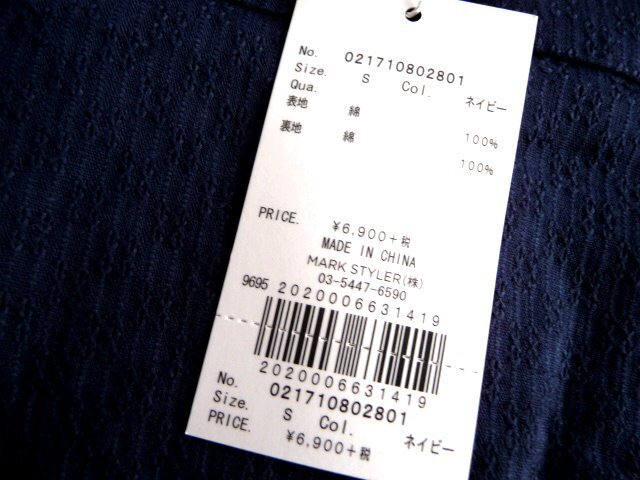 No. 021710802801
Size. S Col. ネイビー
Qua.
表地 綿 100%
裏地 綿 100%
PRICE. ¥6,900+税
MADE IN CHINA
MARK STYLER(株)
03-5447-6590
9695 2020006631419
2020006631419
No. 021710802801
Size. S Col. ネイビー
PRICE. ¥6,900+税